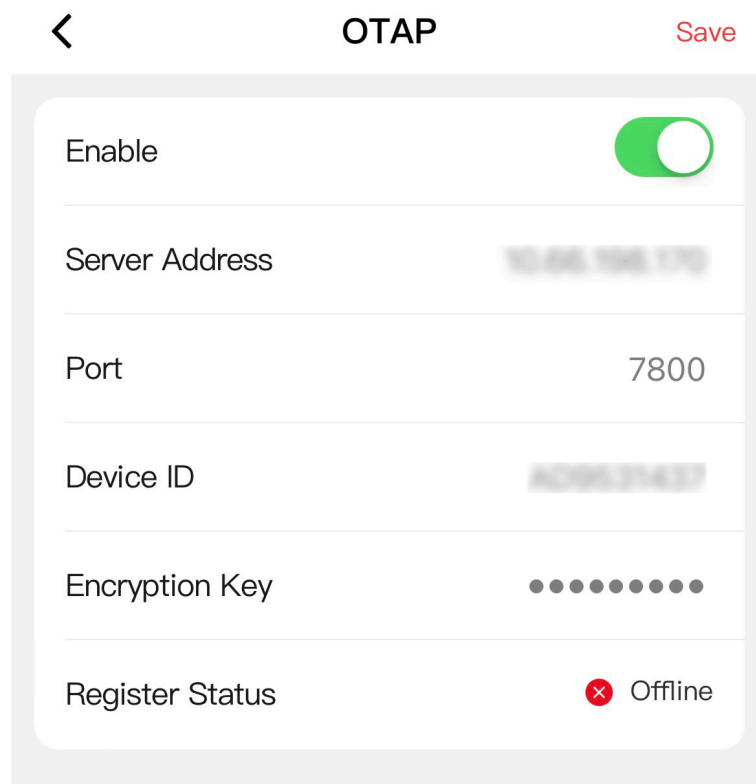 OTAP
Save
Enable
Server Address
Port
7800
Device ID
Encryption Key
Register Status
Offline